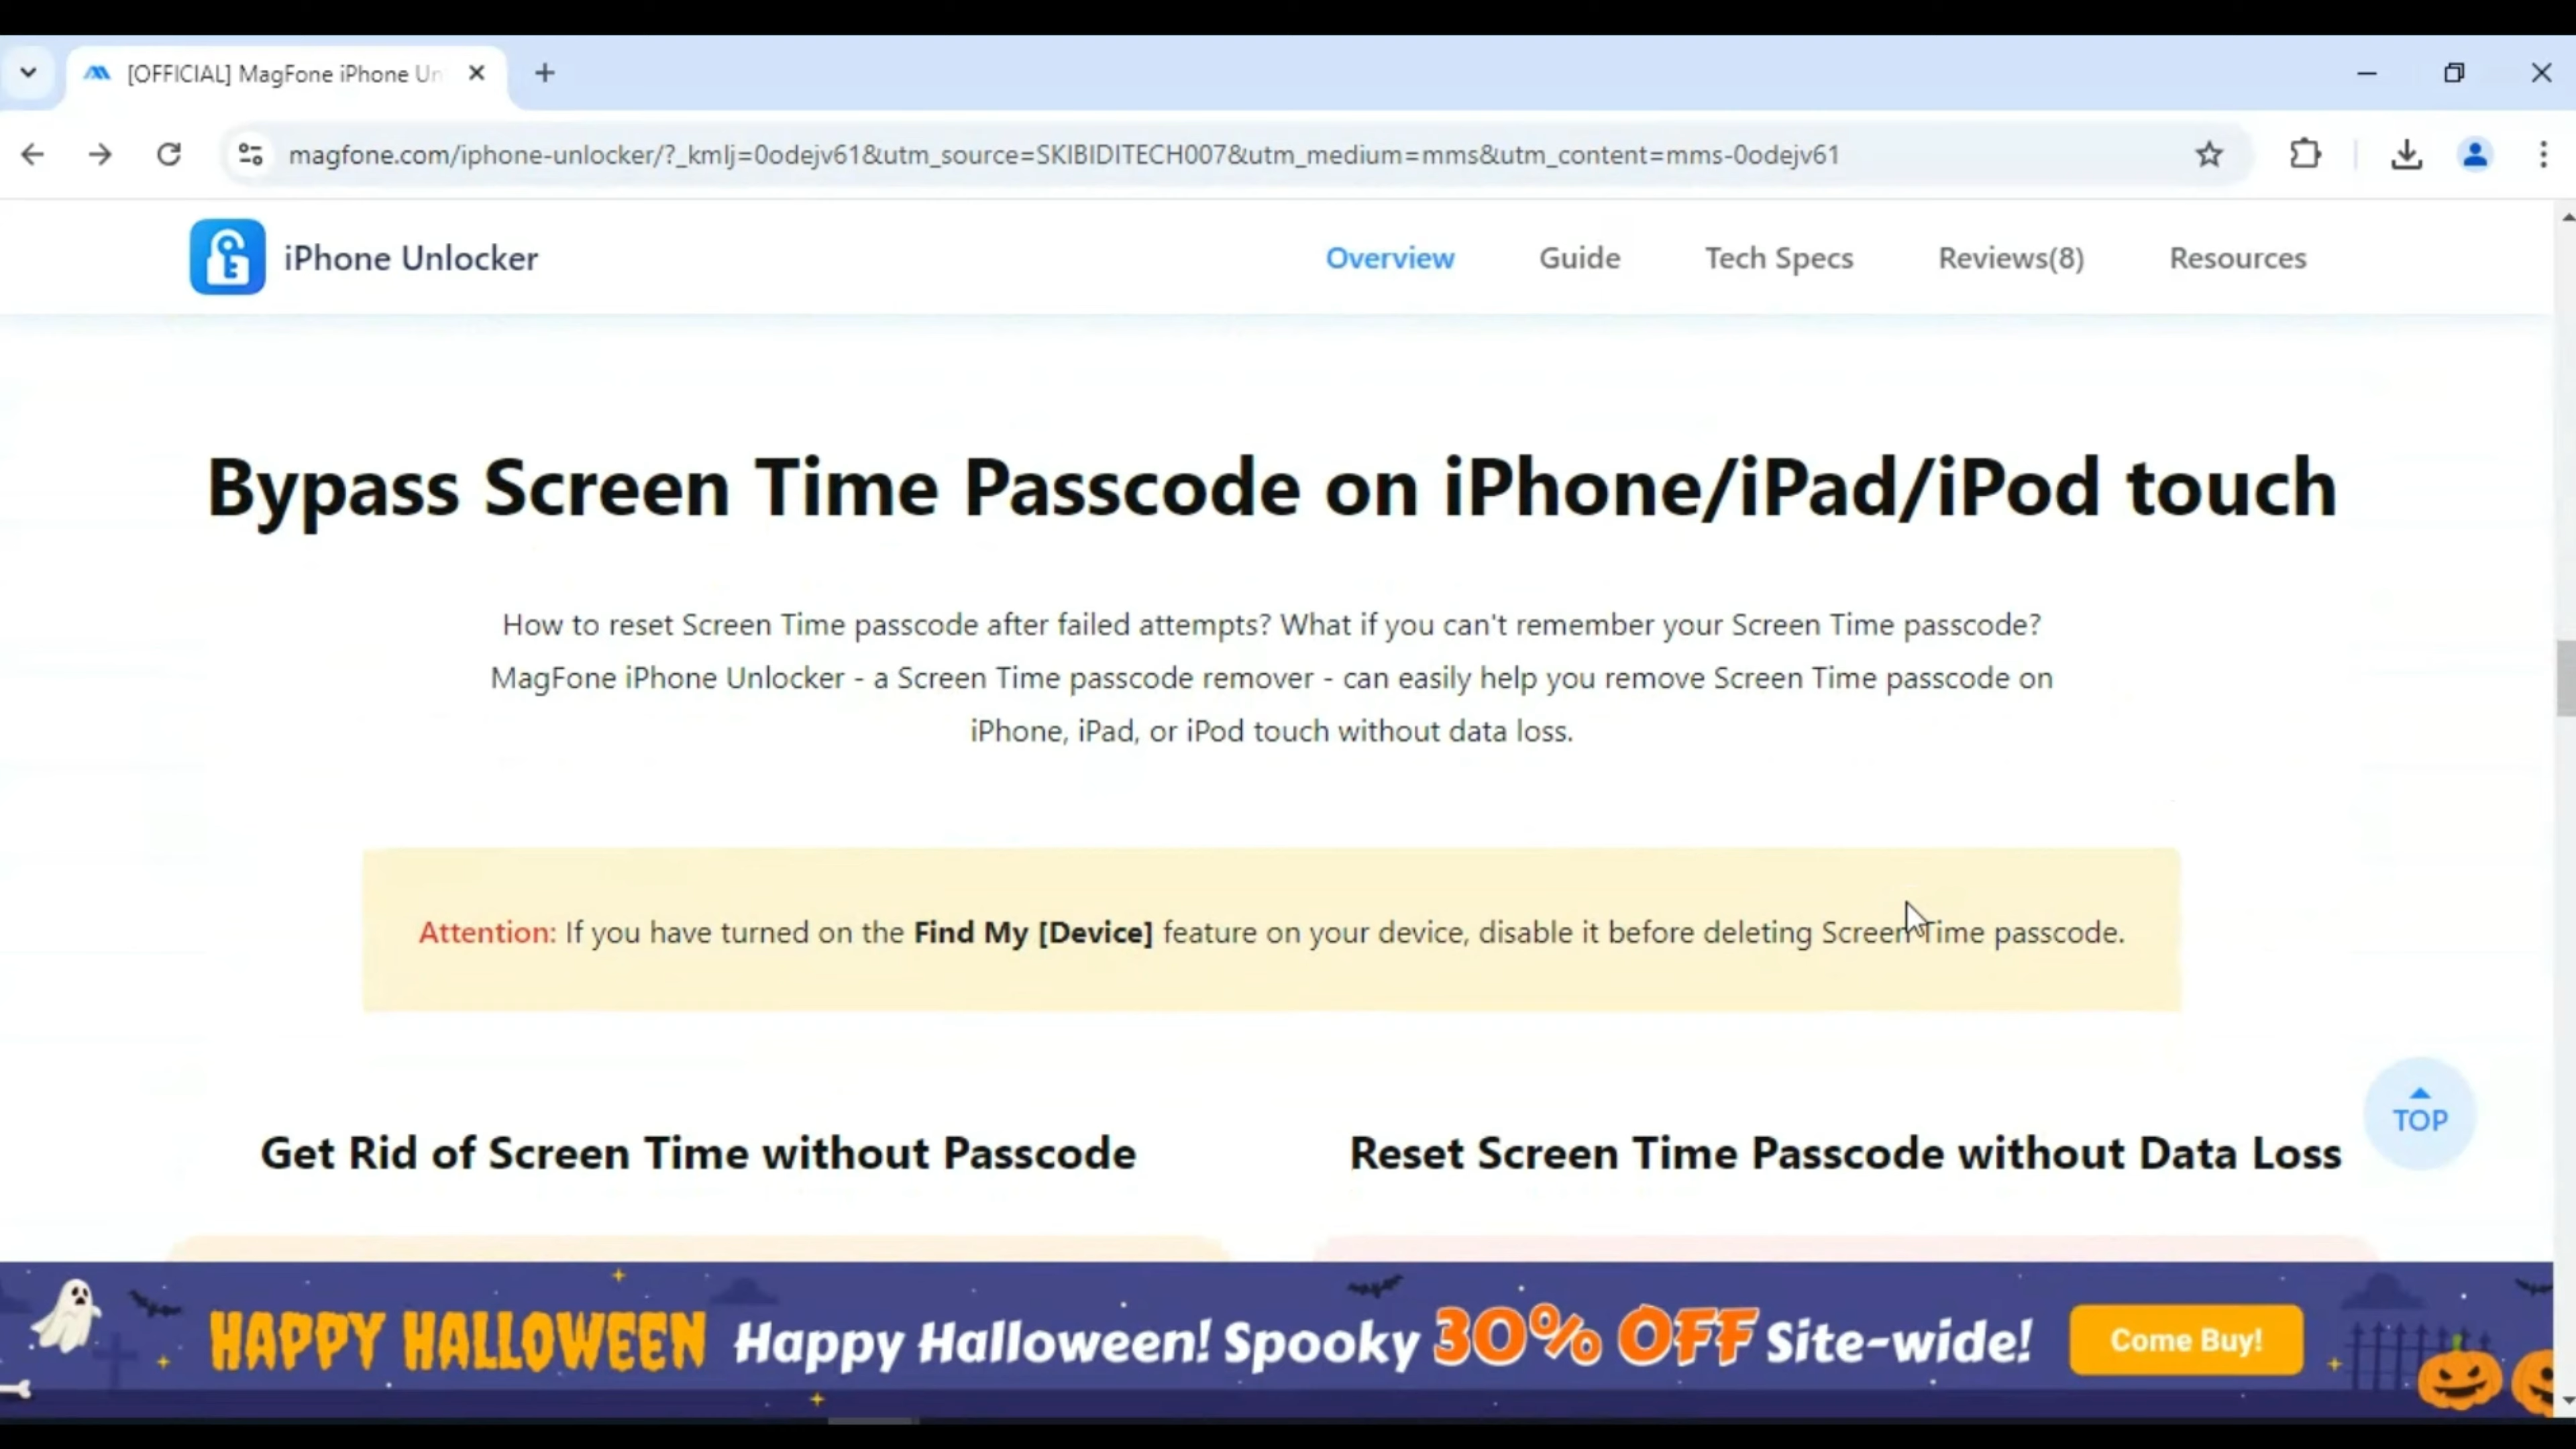 [OFFICIAL] MagFone iPhone Un
magfone.com/iphone-unlocker/?_kmlj=0odejv61&utm_source=SKIBIDITECH007&utm_medium=mms&utm_content=mms-0odejv61
iPhone Unlocker
Overview
Guide
Tech Specs
Reviews(8)
Resources
Bypass Screen Time Passcode on iPhone/iPad/iPod touch
How to reset Screen Time passcode after failed attempts? What if you can't remember your Screen Time passcode?
MagFone iPhone Unlocker - a Screen Time passcode remover - can easily help you remove Screen Time passcode on
iPhone, iPad, or iPod touch without data loss.
Attention: If you have turned on the Find My [Device] feature on your device, disable it before deleting Screen Time passcode.
Get Rid of Screen Time without Passcode
Reset Screen Time Passcode without Data Loss
TOP
HAPPY HALLOWEEN
Happy Halloween! Spooky 30% OFF Site-wide!
Come Buy!